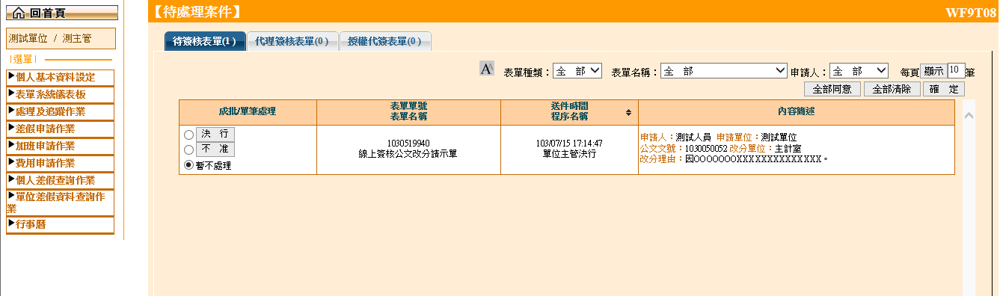 回首頁
測試單位 / 測主管
|選單|
▶個人基本資料設定
▶表單系統儀表板
▶處理及追蹤作業
▶差假申請作業
▶加班申請作業
▶費用申請作業
▶個人差假查詢作業
▶單位差假資料查詢作
業
▶行事曆
【待處理案件】 WF9T08
待簽核表單(1) 代理簽核表單(0) 授權代簽表單(0)
A 表單種類：全 部 表單名稱：全 部 申請人：全 部 每頁 顯示 10 筆
全部同意 全部清除 確 定
成批/單筆處理 表單單號 送件時間 內容簡述
表單名稱 程序名稱
決 行
不 准
暫不處理
1030519940
線上簽核公文改分請示單
103/07/15 17:14:47
單位主管決行
申請人：測試人員 申請單位：測試單位
公文文號：1030050052 改分單位：主計室
改分理由：因OOOOOOOXXXXXXXXXXXXXX。